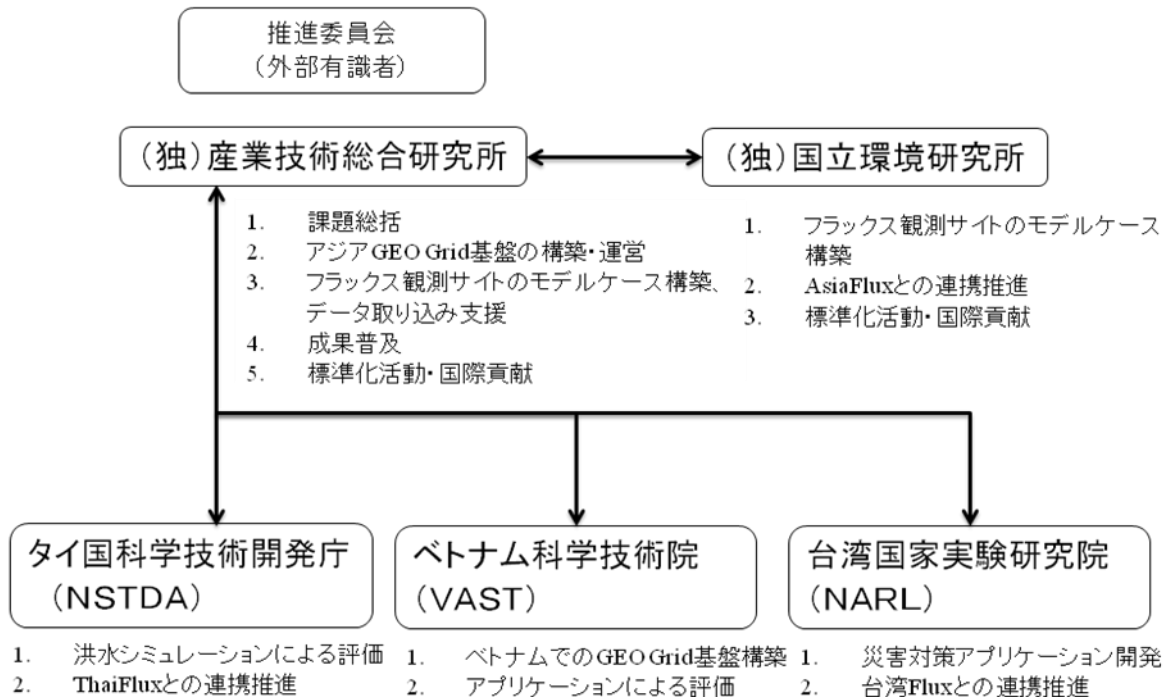 推進委員会
（外部有識者）
（独）産業技術総合研究所
（独）国立環境研究所
1. 課題総括
2. アジアGEO Grid基盤の構築・運営
3. フラックス観測サイトのモデルケース構築、
データ取り込み支援
4. 成果普及
5. 標準化活動・国際貢献
1. フラックス観測サイトのモデルケース
構築
2. AsiaFluxとの連携推進
3. 標準化活動・国際貢献
タイ国科学技術開発庁
（NSTDA）
1. 洪水シミュレーションによる評価
2. ThaiFluxとの連携推進
ベトナム科学技術院
（VAST）
1. ベトナムでのGEO Grid基盤構築
2. アプリケーションによる評価
台湾国家実験研究院
（NARL）
1. 災害対策アプリケーション開発
2. 台湾Fluxとの連携推進